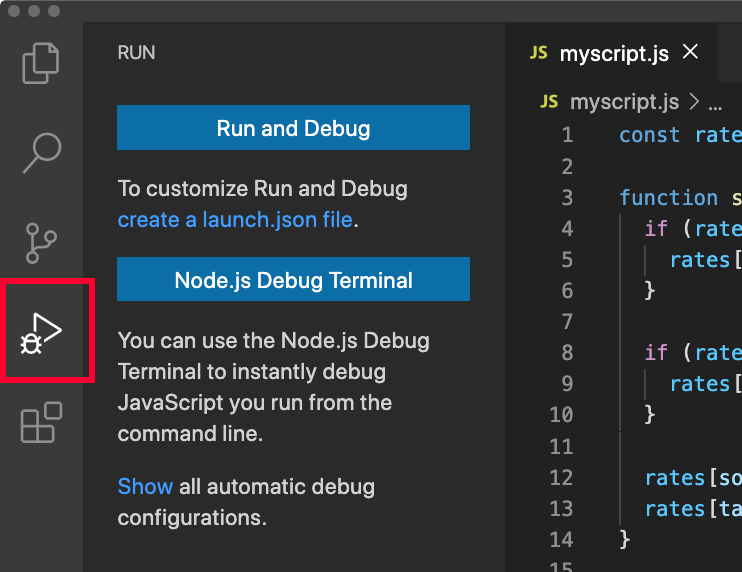 RUN
Run and Debug
To customize Run and Debug
create a launch.json file.
Node.js Debug Terminal
You can use the Node.js Debug
Terminal to instantly debug
JavaScript you run from the
command line.
Show all automatic debug
configurations.
JS myscript.js
JS myscript.js > ...
1 const rate
2
3 function s
4 if (rate
5 rates[
6 }
7
8 if (rate
9 rates[
10 }
11
12 rates[so
13 rates[ta
14 }
15